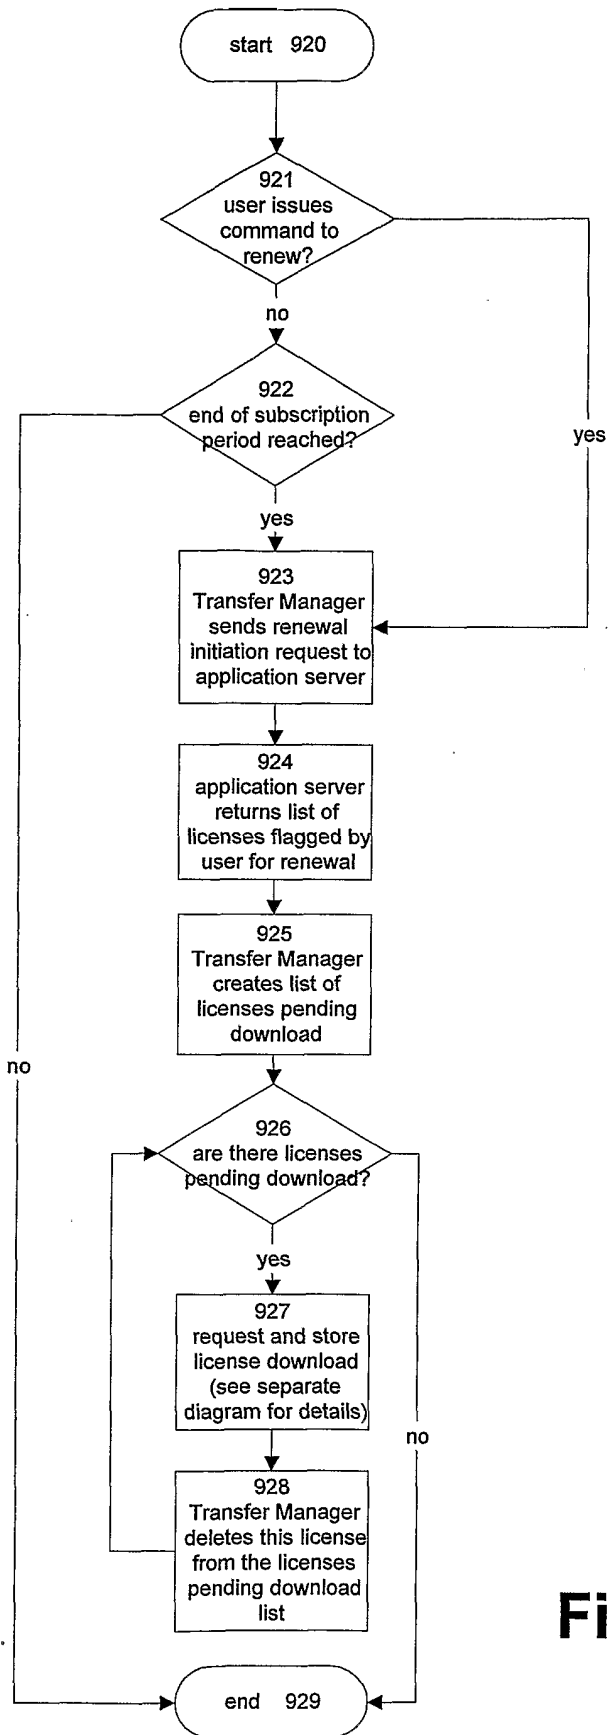 start 920
921
user issues
command to
renew?
no
922
end of subscription
period reached?
yes
yes
923
Transfer Manager
sends renewal
initiation request to
application server
924
application server
returns list of
licenses flagged by
user for renewal
925
Transfer Manager
creates list of
licenses pending
download
no
926
are there licenses
pending download?
yes
927
request and store
license download
(see separate
diagram for details)
no
928
Transfer Manager
deletes this license
from the licenses
pending download
list
Fi
end 929